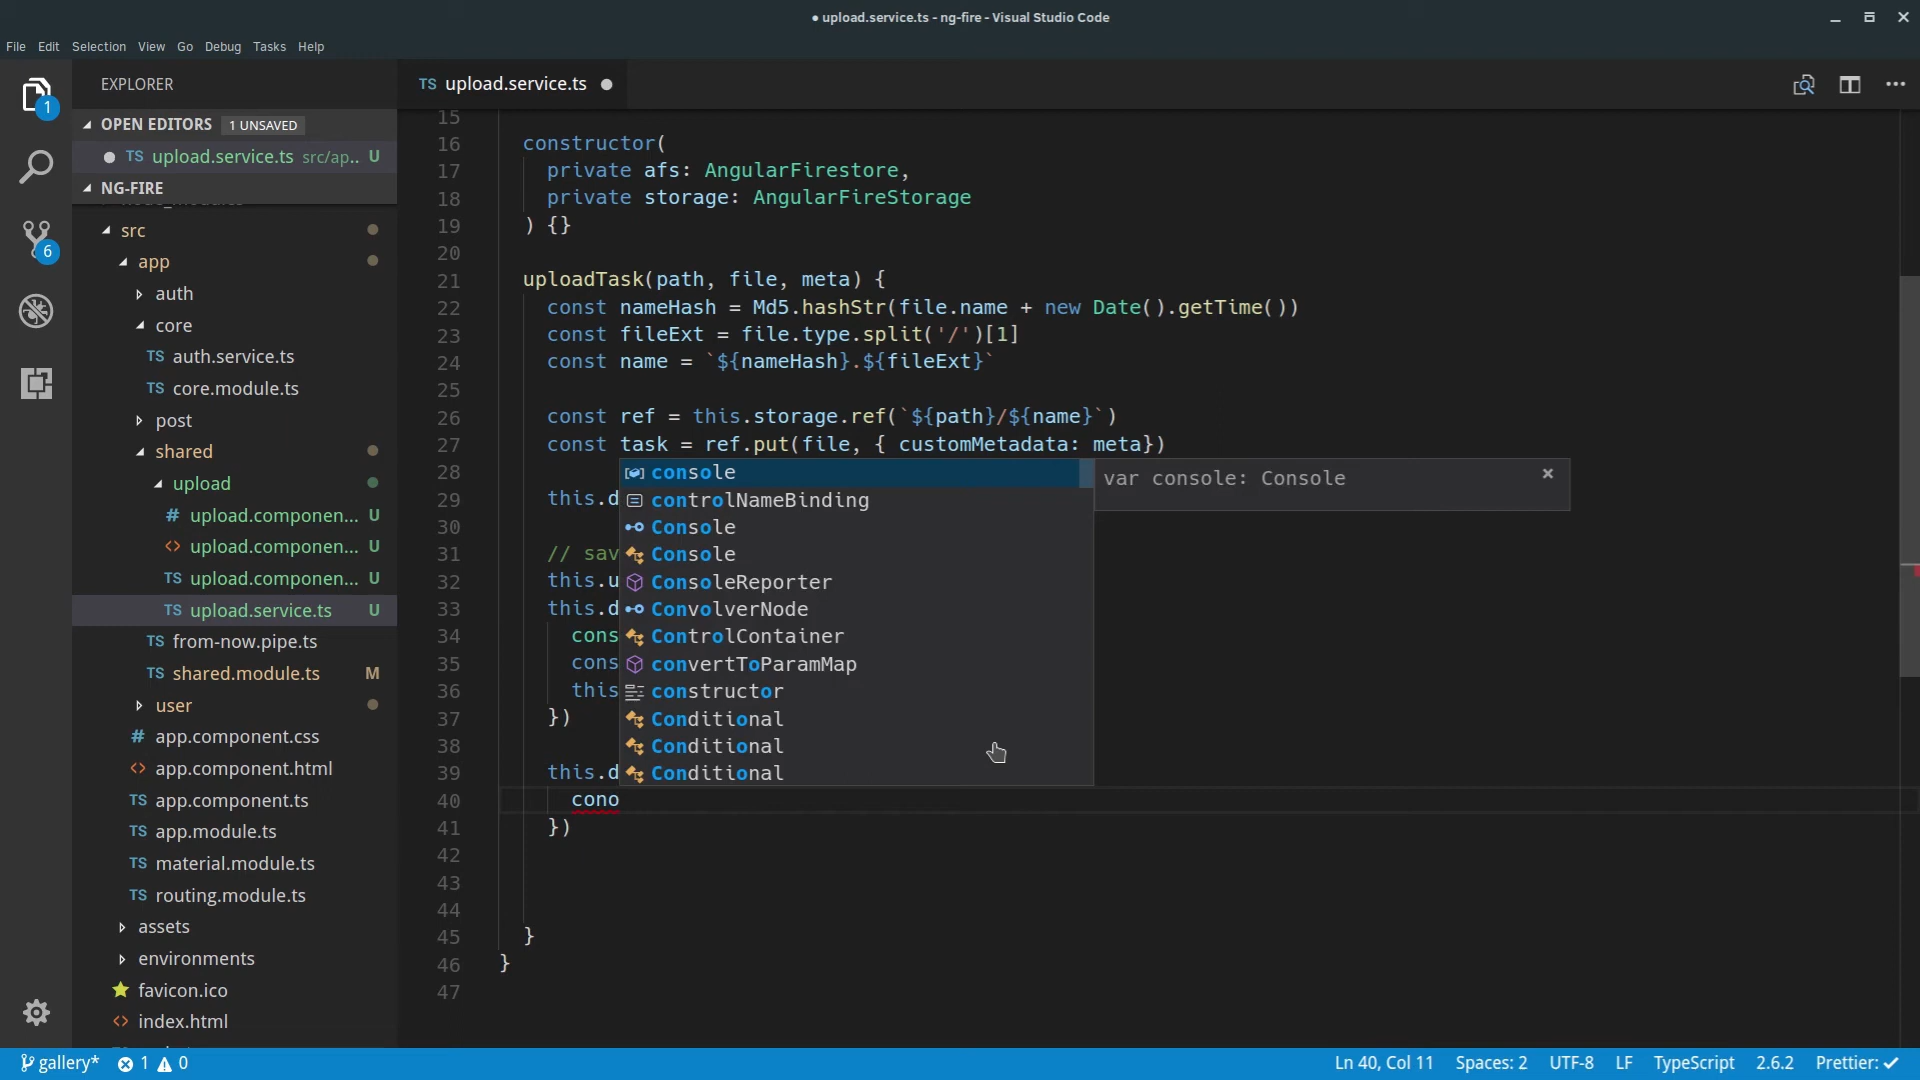 ● upload.service.ts - ng-fire - Visual Studio Code
File Edit Selection View Go Debug Tasks Help
EXPLORER
OPEN EDITORS 1 UNSAVED
TS upload.service.ts src/ap.. U
NG-FIRE
src
app
auth
core
TS auth.service.ts
TS core.module.ts
post
shared
upload
# upload.componen... U
<> upload.componen... U
TS upload.componen... U
TS upload.service.ts U
TS from-now.pipe.ts
TS shared.module.ts M
user
# app.component.css
<> app.component.html
TS app.component.ts
TS app.module.ts
TS material.module.ts
TS routing.module.ts
assets
environments
favicon.ico
<> index.html
1
6
TS upload.service.ts
15
16 constructor(
17 private afs: AngularFirestore,
18 private storage: AngularFireStorage
19 ) {}
20
21 uploadTask(path, file, meta) {
22 const nameHash = Md5.hashStr(file.name + new Date().getTime())
23 const fileExt = file.type.split('/')[1]
24 const name = `${nameHash}.${fileExt}`
25
26 const ref = this.storage.ref(`${path}/${name}`)
27 const task = ref.put(file, { customMetadata: meta})
28
29 this.d
30
31 // sav
32 this.u
33 this.d
34 cons
35 cons
36 this
37 })
38
39 this.d
40 cono
41 })
42
43
44
45 }
46 }
47
console
controlNameBinding
Console
Console
ConsoleReporter
ConvolverNode
ControlContainer
convertToParamMap
constructor
Conditional
Conditional
Conditional
var console: Console
gallery* 1 0
Ln 40, Col 11 Spaces: 2 UTF-8 LF TypeScript 2.6.2 Prettier: ✓